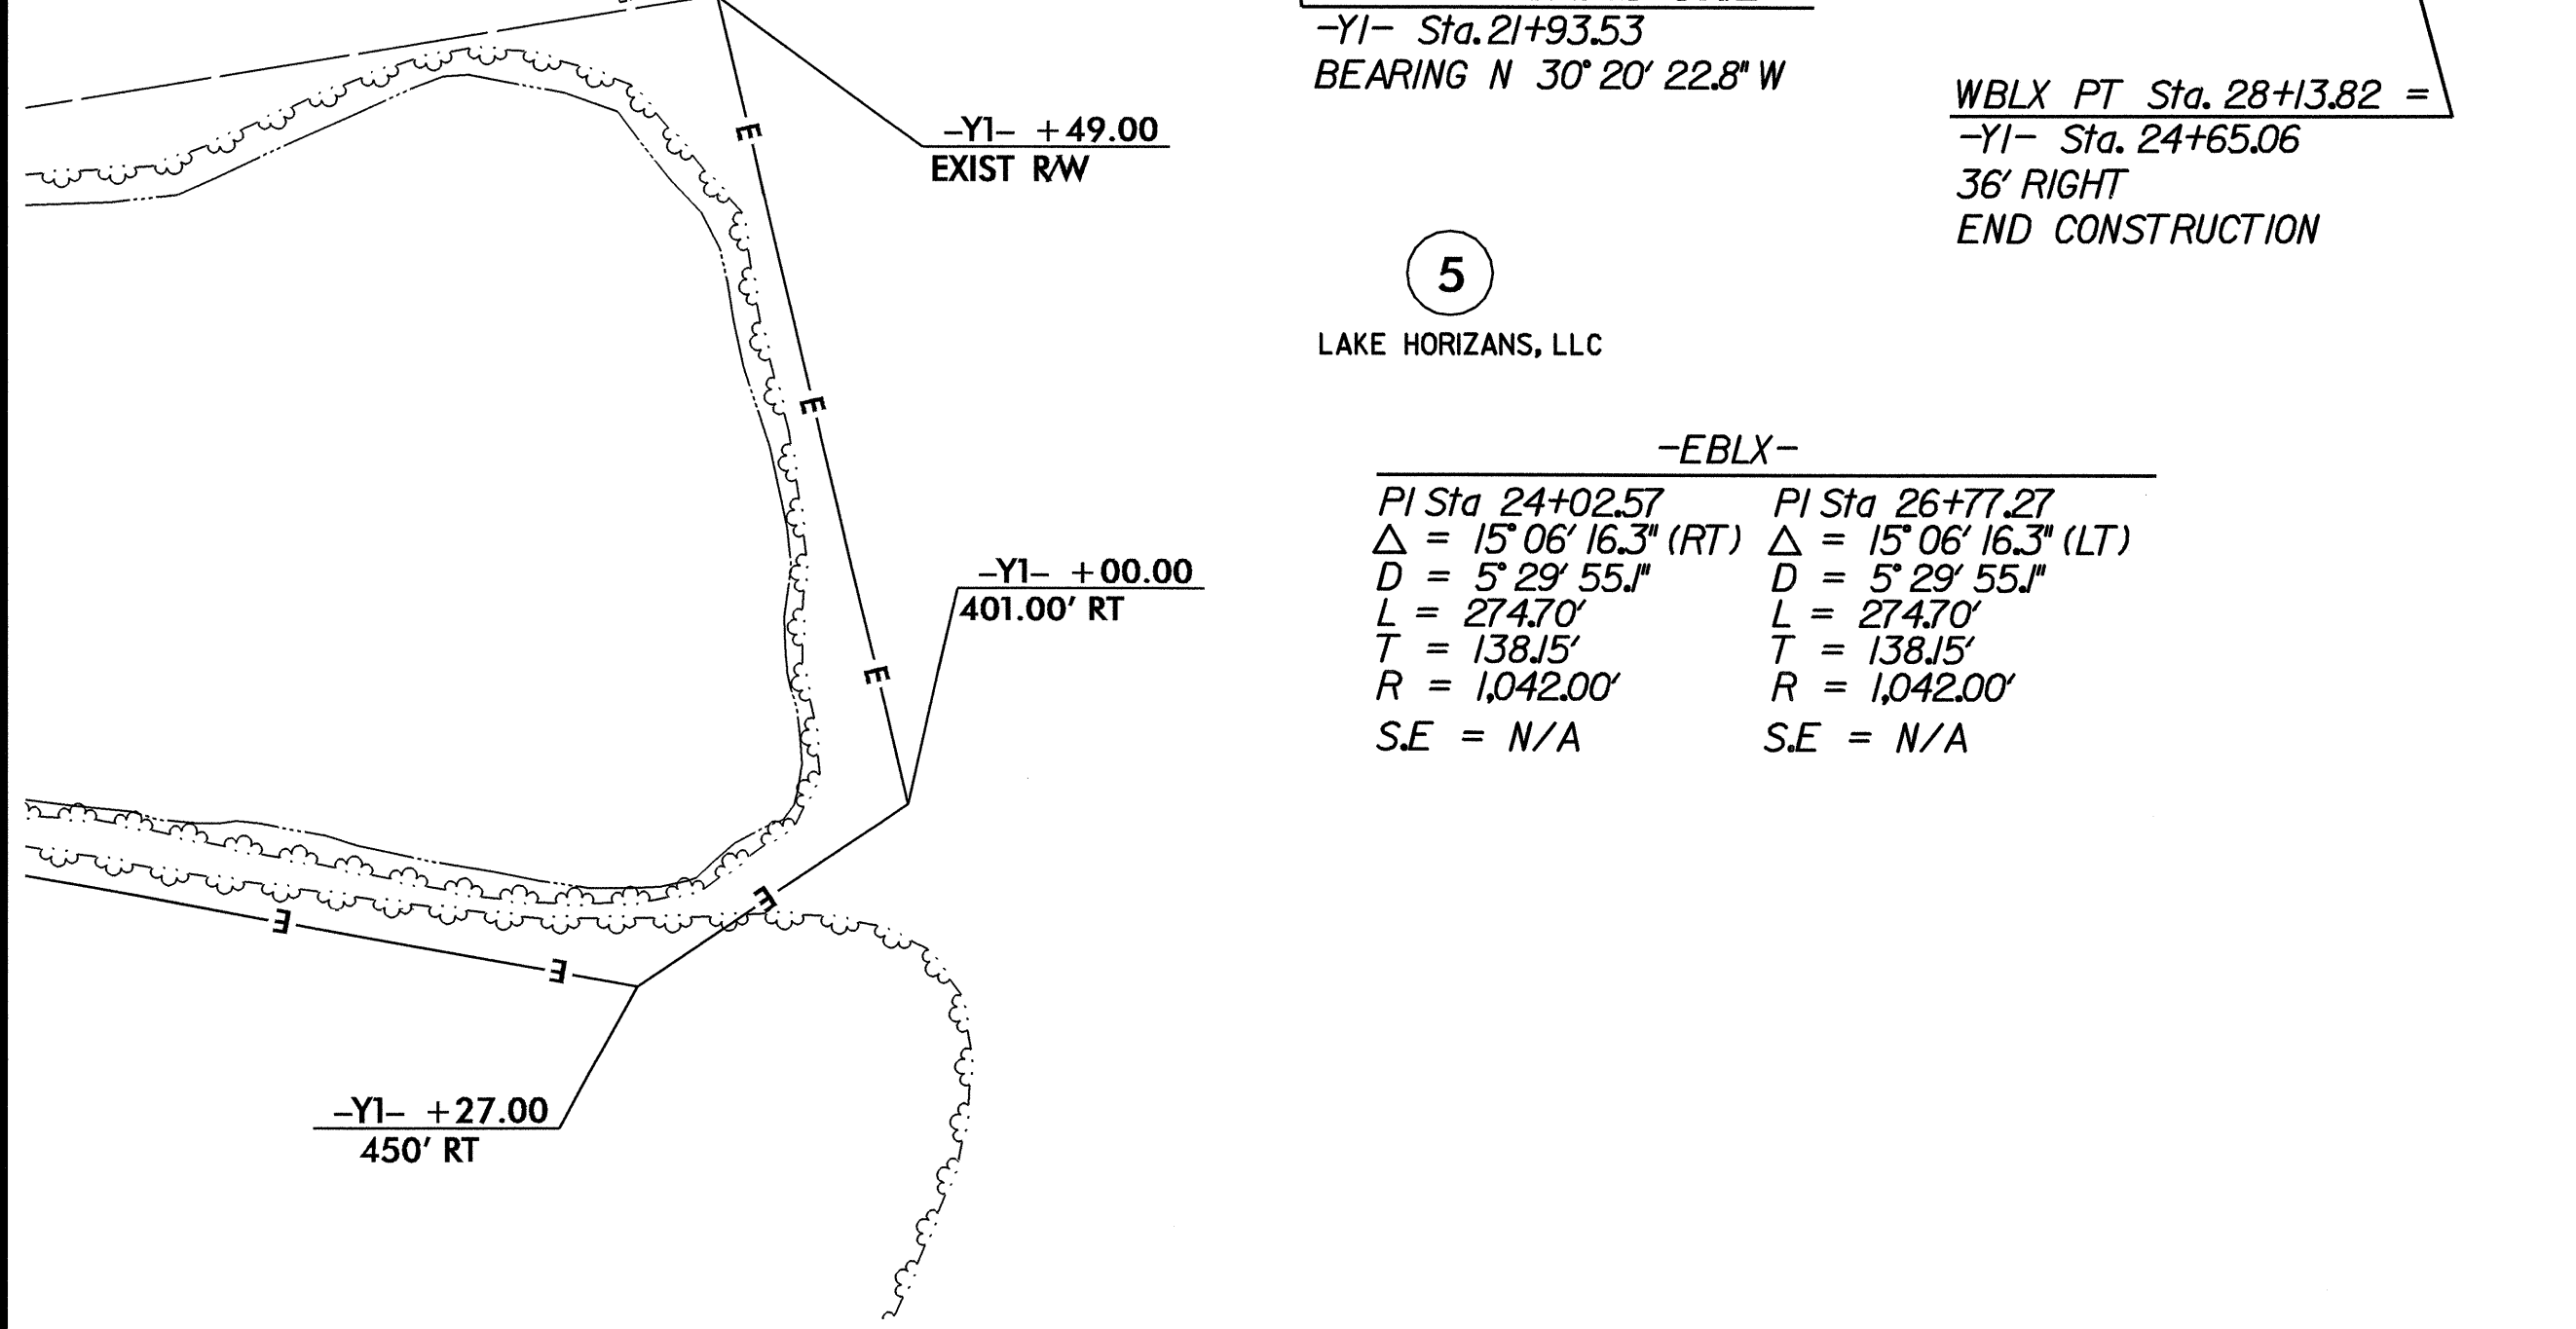 -Y1- Sta. 21+93.53
BEARING N 30° 20' 22.8" W
WBLX PT Sta. 28+13.82 =
-Y1- Sta. 24+65.06
36' RIGHT
END CONSTRUCTION
-Y1- +49.00
EXIST R/W
E
5
LAKE HORIZANS, LLC
E
-EBLX-
PI Sta 24+02.57 PI Sta 26+77.27
Δ = 15° 06' 16.3" (RT) Δ = 15° 06' 16.3" (LT)
D = 5° 29' 55.1" D = 5° 29' 55.1"
L = 274.70' L = 274.70'
T = 138.15' T = 138.15'
R = 1,042.00' R = 1,042.00'
S.E = N/A S.E = N/A
-Y1- +00.00
401.00' RT
E
E
E
E
-Y1- +27.00
450' RT